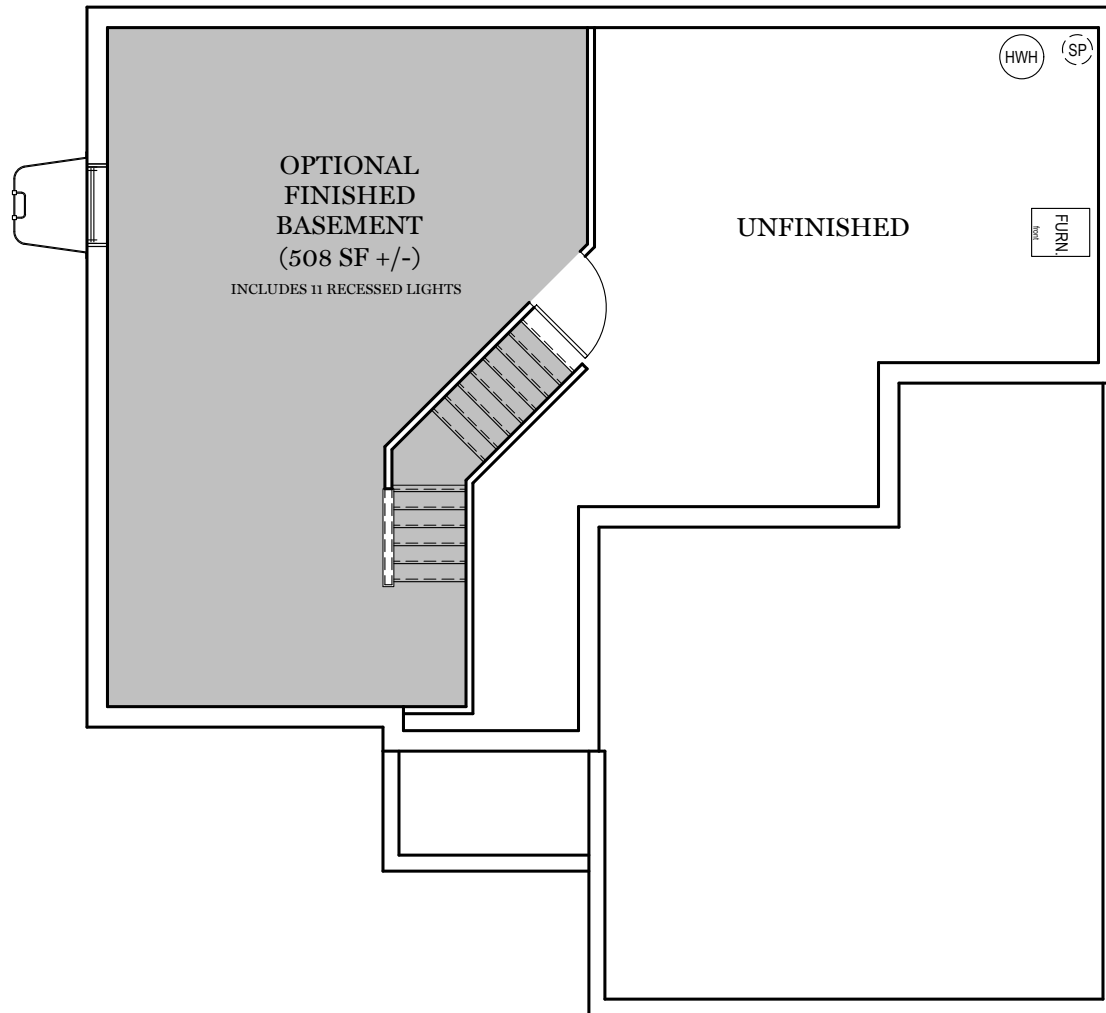 HWH
SP
OPTIONAL
FINISHED
BASEMENT
(508 SF +/-)
INCLUDES 11 RECESSED LIGHTS
UNFINISHED
FURN.
front